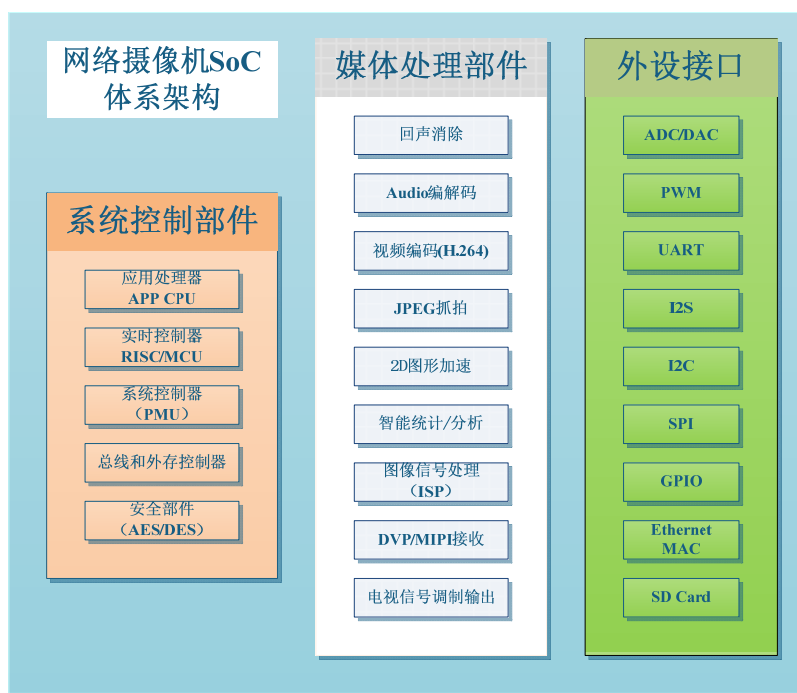 网络摄像机SoC
体系架构
系统控制部件
应用处理器
APP CPU
实时控制器
RISC/MCU
系统控制器
（PMU）
总线和外存控制器
安全部件
（AES/DES）
媒体处理部件
回声消除
Audio编解码
视频编码(H.264)
JPEG抓拍
2D图形加速
智能统计/分析
图像信号处理
（ISP）
DVP/MIPI接收
电视信号调制输出
外设接口
ADC/DAC
PWM
UART
I2S
I2C
SPI
GPIO
Ethernet
MAC
SD Card